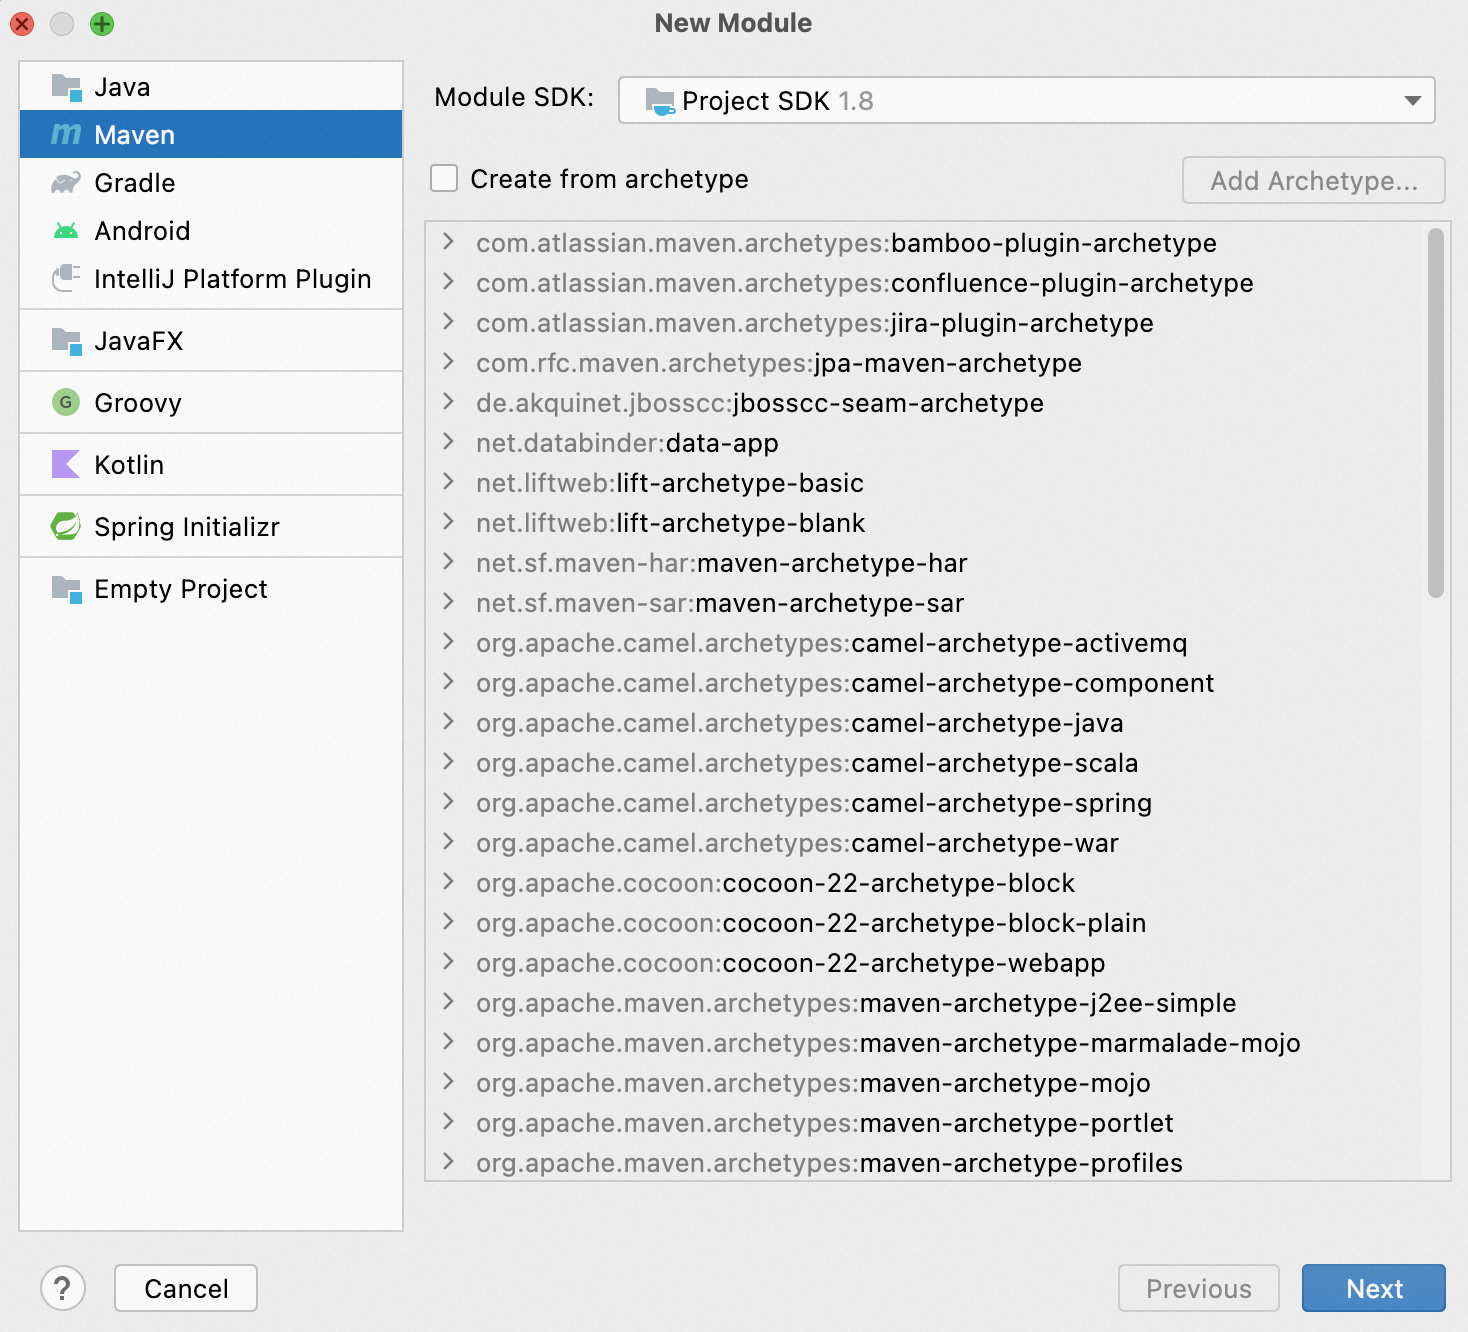 New Module
Java
Maven
Gradle
Android
IntelliJ Platform Plugin
JavaFX
Groovy
Kotlin
Spring Initializr
Empty Project
Module SDK: Project SDK 1.8
Create from archetype
Add Archetype...
com.atlassian.maven.archetypes:bamboo-plugin-archetype
com.atlassian.maven.archetypes:confluence-plugin-archetype
com.atlassian.maven.archetypes:jira-plugin-archetype
com.rfc.maven.archetypes:jpa-maven-archetype
de.akquinet.jbosscc:jbosscc-seam-archetype
net.databinder:data-app
net.liftweb:lift-archetype-basic
net.liftweb:lift-archetype-blank
net.sf.maven-har:maven-archetype-har
net.sf.maven-sar:maven-archetype-sar
org.apache.camel.archetypes:camel-archetype-activemq
org.apache.camel.archetypes:camel-archetype-component
org.apache.camel.archetypes:camel-archetype-java
org.apache.camel.archetypes:camel-archetype-scala
org.apache.camel.archetypes:camel-archetype-spring
org.apache.camel.archetypes:camel-archetype-war
org.apache.cocoon:cocoon-22-archetype-block
org.apache.cocoon:cocoon-22-archetype-block-plain
org.apache.cocoon:cocoon-22-archetype-webapp
org.apache.maven.archetypes:maven-archetype-j2ee-simple
org.apache.maven.archetypes:maven-archetype-marmalade-mojo
org.apache.maven.archetypes:maven-archetype-mojo
org.apache.maven.archetypes:maven-archetype-portlet
org.apache.maven.archetypes:maven-archetype-profiles
? Cancel Previous Next